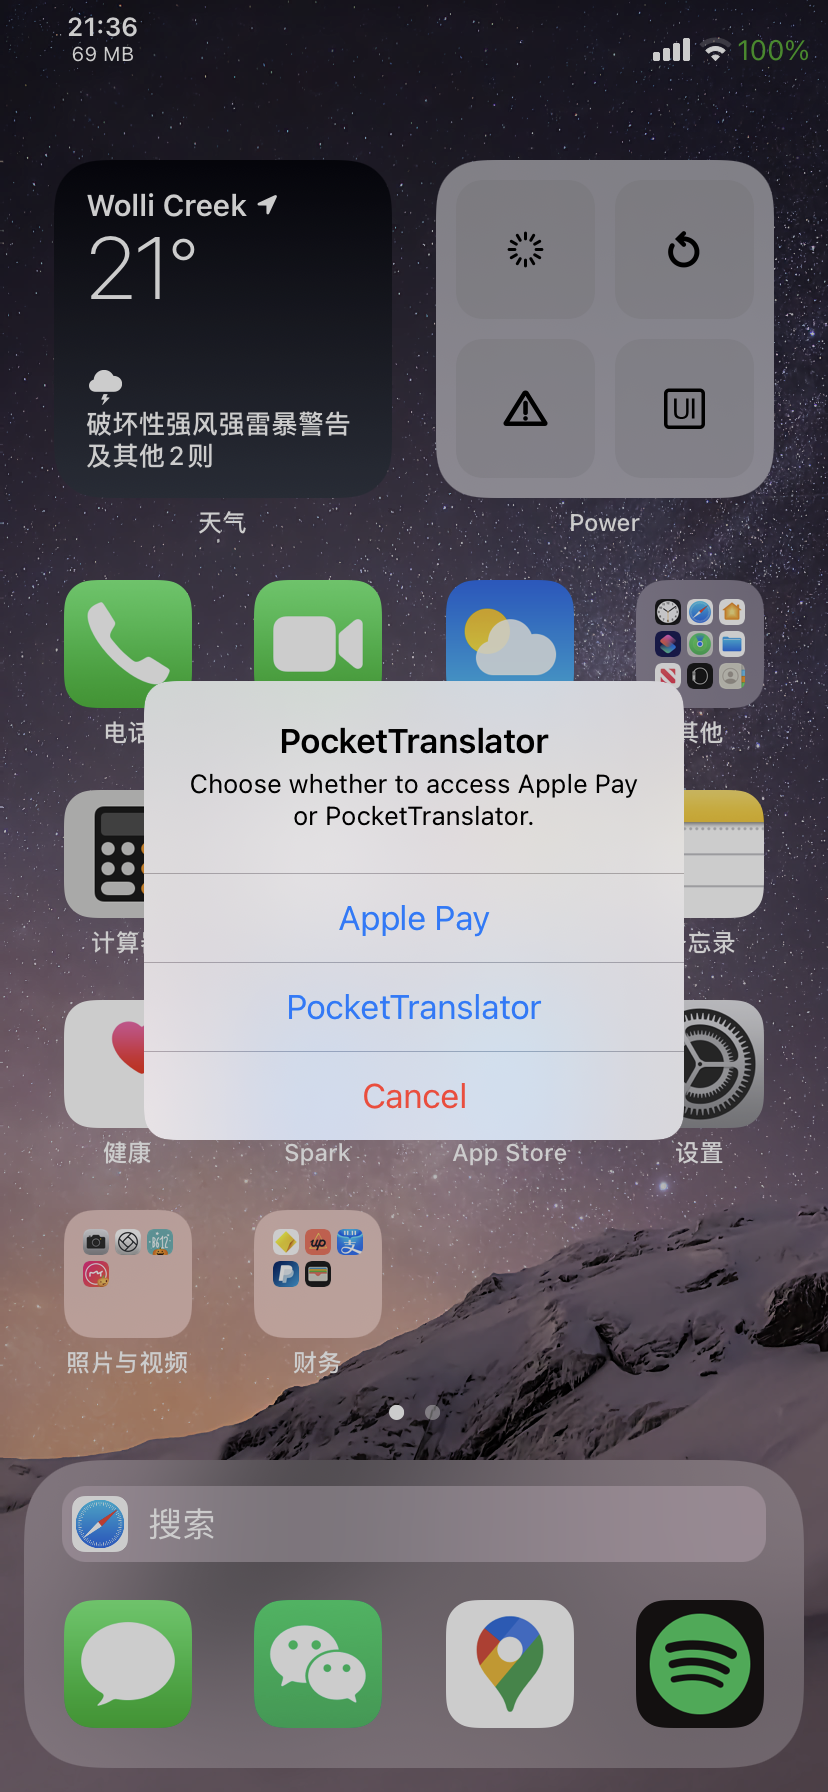 21:36
69 MB
100%
Wolli Creek
21°
破坏性强风强雷暴警告
及其他2则
天气
UI
Power
电话
其他
PocketTranslator
Choose whether to access Apple Pay
or PocketTranslator.
Apple Pay
PocketTranslator
Cancel
计算
忘录
健康
Spark
App Store
设置
up
支
照片与视频
财务
搜索